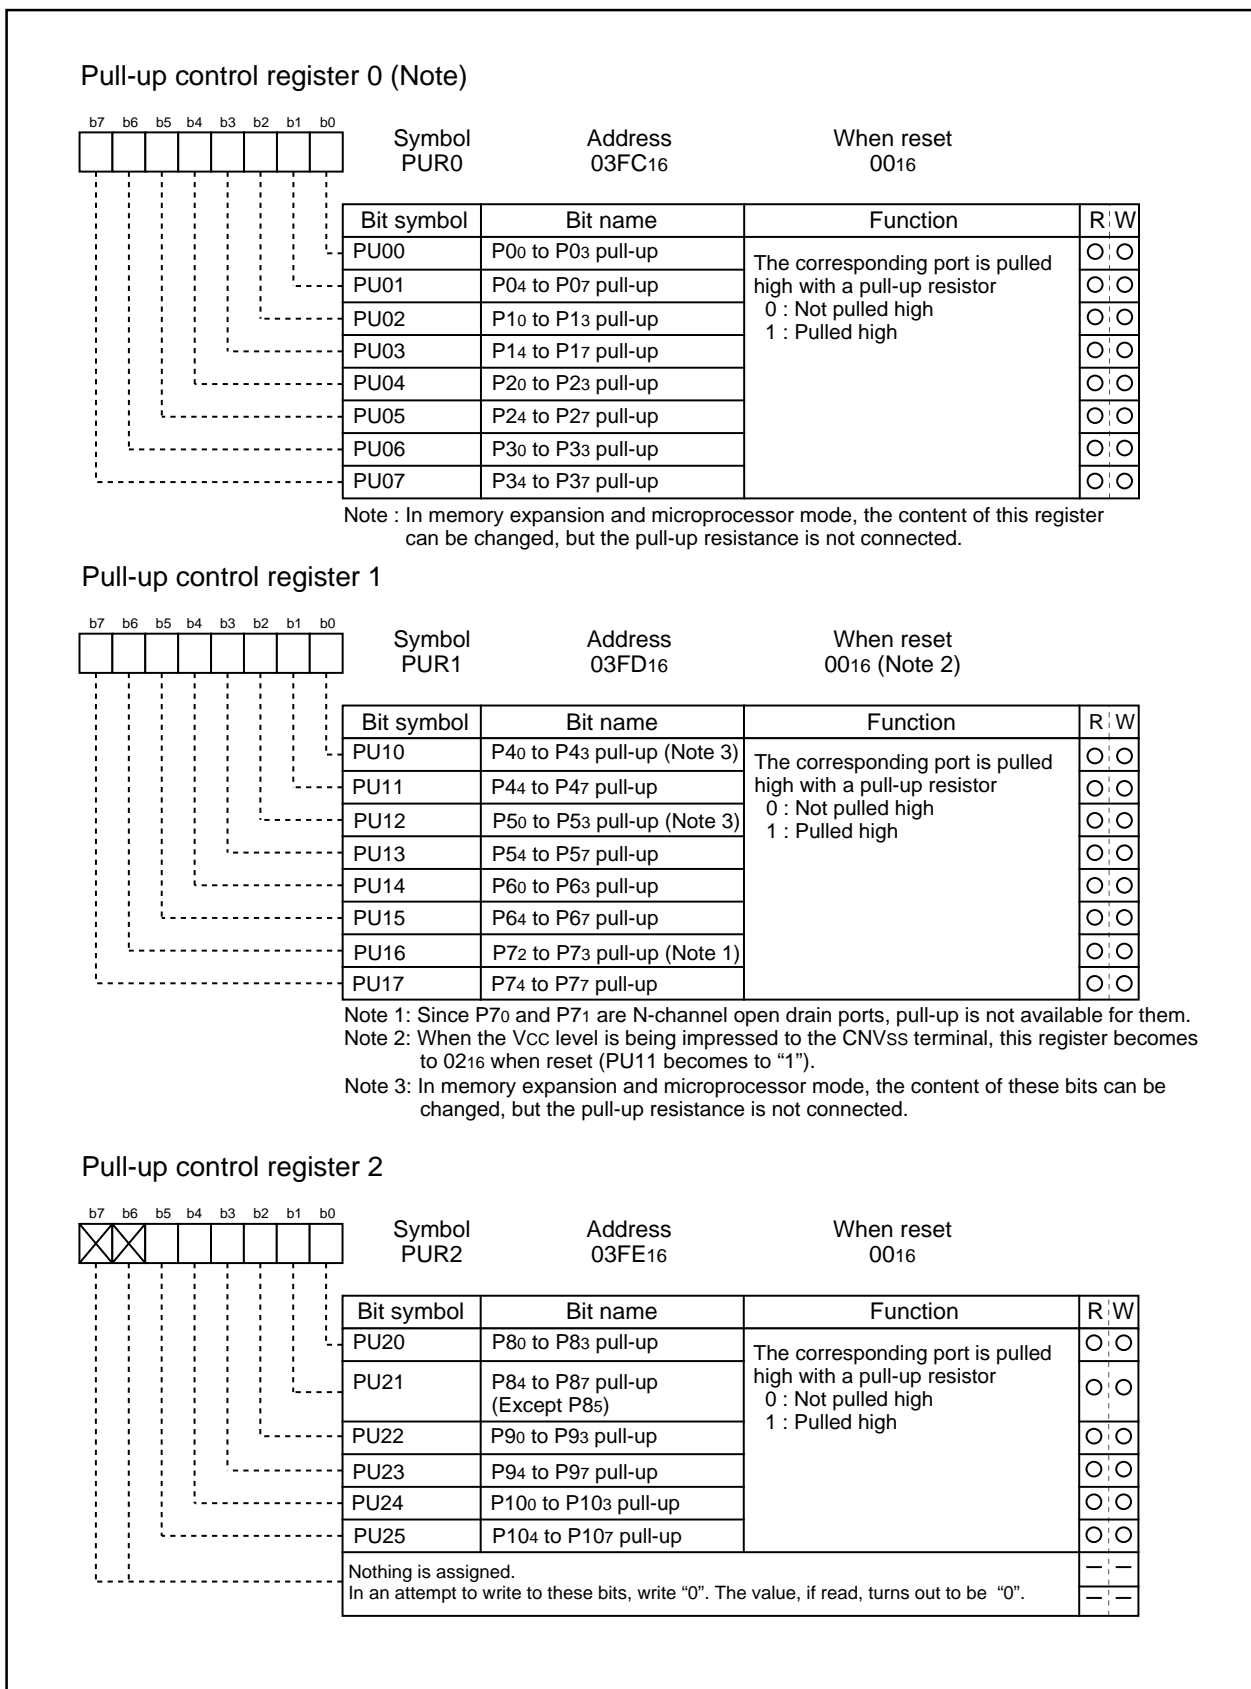 Pull-up control register 0 (Note)
b7 b6 b5 b4 b3 b2 b1 b0
Symbol Address When reset
PUR0 03FC16 0016
Bit symbol Bit name Function R W
PU00 P00 to P03 pull-up
The corresponding port is pulled
PU01 P04 to P07 pull-up high with a pull-up resistor
0 : Not pulled high
PU02 P10 to P13 pull-up
1 : Pulled high
PU03 P14 to P17 pull-up
PU04 P20 to P23 pull-up
PU05 P24 to P27 pull-up
PU06 P30 to P33 pull-up
PU07 P34 to P37 pull-up
Note : In memory expansion and microprocessor mode, the content of this register
can be changed, but the pull-up resistance is not connected.
Pull-up control register 1
b7 b6 b5 b4 b3 b2 b1 b0
Symbol Address When reset
PUR1 03FD16 0016 (Note 2)
Bit symbol Bit name Function R W
PU10 P40 to P43 pull-up (Note 3)
The corresponding port is pulled
PU11 P44 to P47 pull-up high with a pull-up resistor
0 : Not pulled high
PU12 P50 to P53 pull-up (Note 3)
1 : Pulled high
PU13 P54 to P57 pull-up
PU14 P60 to P63 pull-up
PU15 P64 to P67 pull-up
PU16 P72 to P73 pull-up (Note 1)
PU17 P74 to P77 pull-up
Note 1: Since P70 and P71 are N-channel open drain ports, pull-up is not available for them.
Note 2: When the VCC level is being impressed to the CNVSS terminal, this register becomes
to 0216 when reset (PU11 becomes to “1”).
Note 3: In memory expansion and microprocessor mode, the content of these bits can be
changed, but the pull-up resistance is not connected.
Pull-up control register 2
b7 b6 b5 b4 b3 b2 b1 b0
Symbol Address When reset
PUR2 03FE16 0016
Bit symbol Bit name Function R W
PU20 P80 to P83 pull-up
The corresponding port is pulled
high with a pull-up resistor
PU21 P84 to P87 pull-up
0 : Not pulled high
(Except P85)
1 : Pulled high
PU22 P90 to P93 pull-up
PU23 P94 to P97 pull-up
PU24 P100 to P103 pull-up
PU25 P104 to P107 pull-up
Nothing is assigned.
In an attempt to write to these bits, write “0”. The value, if read, turns out to be “0”.